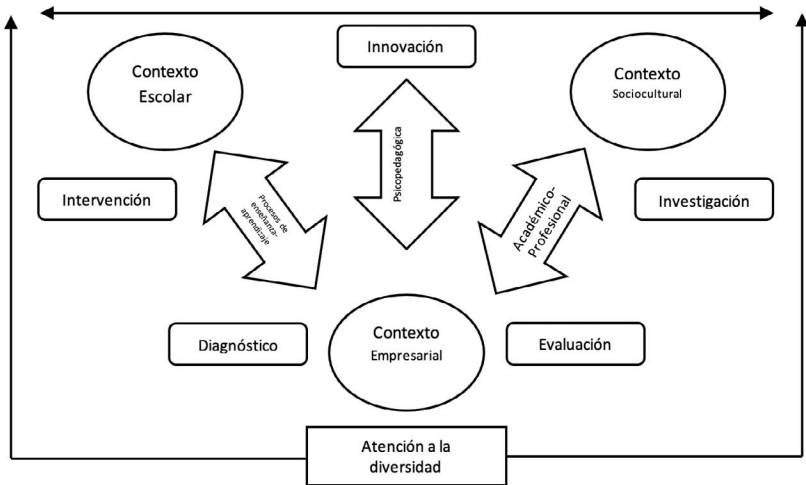 Innovación
Contexto
Escolar
Contexto
Sociocultural
Psicopedagógica
Intervención
Procesos de
enseñanza-
aprendizaje
Académico-
Profesional
Investigación
Diagnóstico
Contexto
Empresarial
Evaluación
Atención a la
diversidad